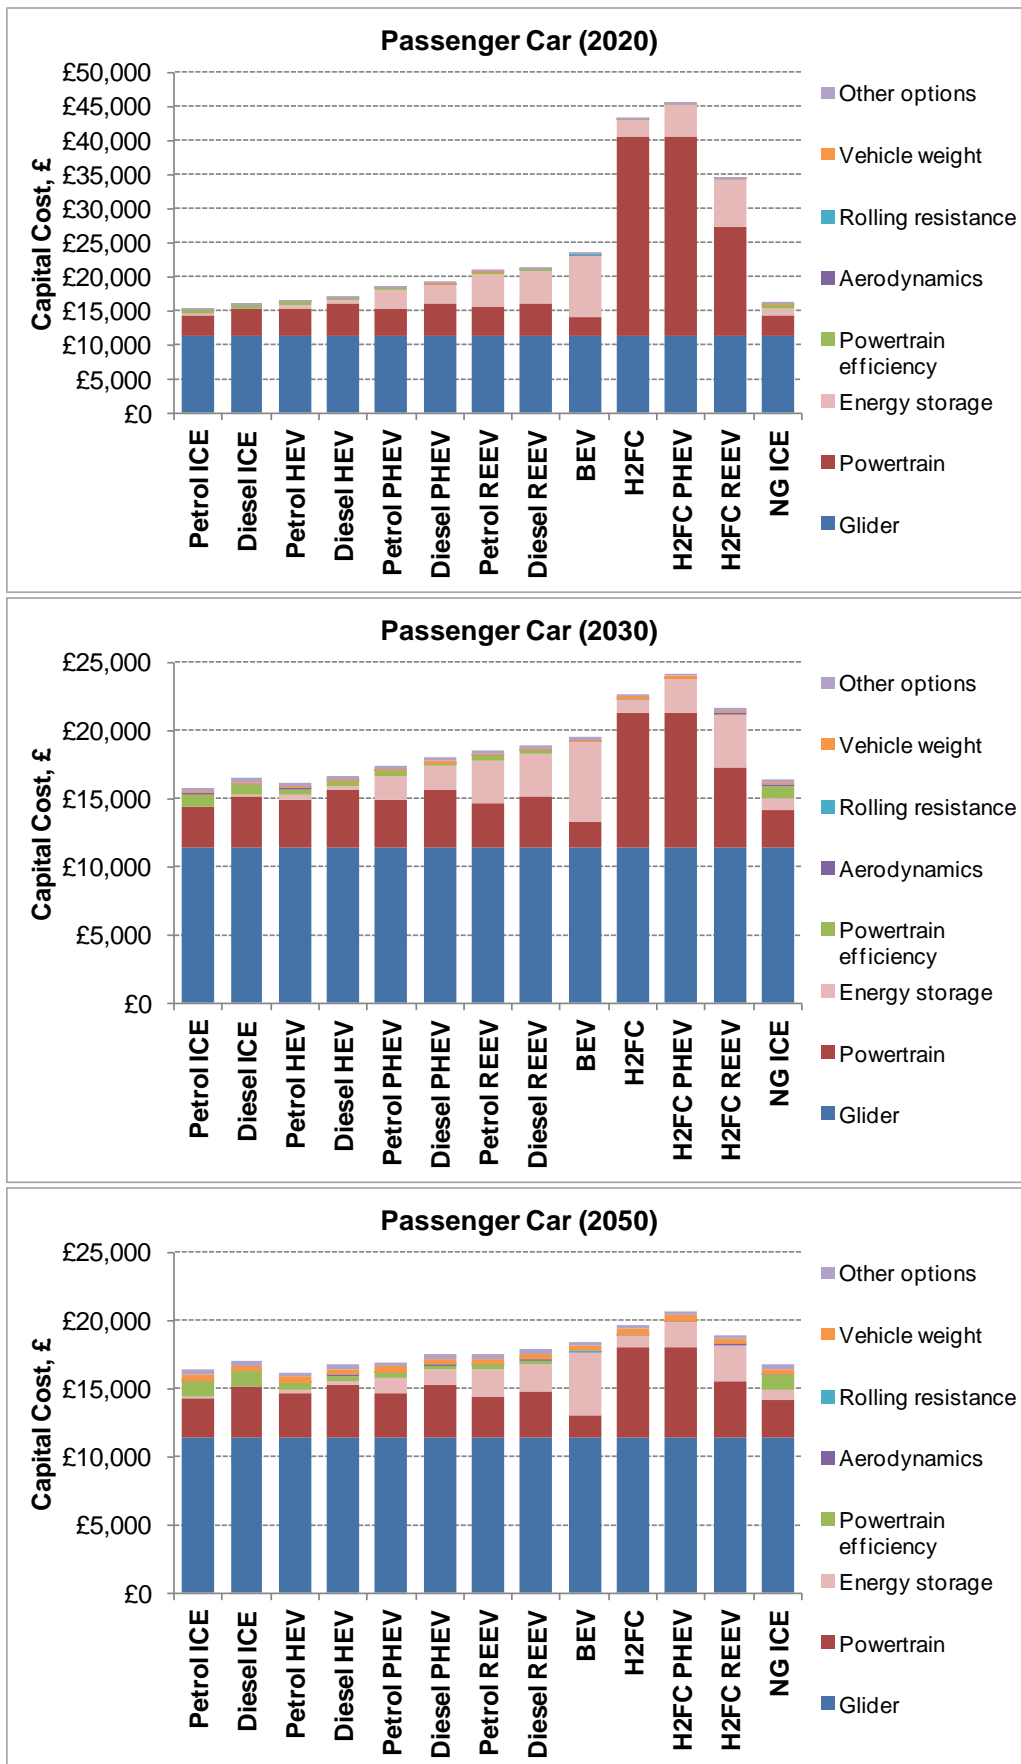 Passenger Car (2020)
Capital Cost, £
£50,000
£45,000
£40,000
£35,000
£30,000
£25,000
£20,000
£15,000
£10,000
£5,000
£0
Petrol ICE
Diesel ICE
Petrol HEV
Diesel HEV
Petrol PHEV
Diesel PHEV
Petrol REEV
Diesel REEV
BEV
H2FC
H2FC PHEV
H2FC REEV
NG ICE
Other options
Vehicle weight
Rolling resistance
Aerodynamics
Powertrain
efficiency
Energy storage
Powertrain
Glider
Passenger Car (2030)
Capital Cost, £
£25,000
£20,000
£15,000
£10,000
£5,000
£0
Petrol ICE
Diesel ICE
Petrol HEV
Diesel HEV
Petrol PHEV
Diesel PHEV
Petrol REEV
Diesel REEV
BEV
H2FC
H2FC PHEV
H2FC REEV
NG ICE
Other options
Vehicle weight
Rolling resistance
Aerodynamics
Powertrain
efficiency
Energy storage
Powertrain
Glider
Passenger Car (2050)
Capital Cost, £
£25,000
£20,000
£15,000
£10,000
£5,000
£0
Petrol ICE
Diesel ICE
Petrol HEV
Diesel HEV
Petrol PHEV
Diesel PHEV
Petrol REEV
Diesel REEV
BEV
H2FC
H2FC PHEV
H2FC REEV
NG ICE
Other options
Vehicle weight
Rolling resistance
Aerodynamics
Powertrain
efficiency
Energy storage
Powertrain
Glider